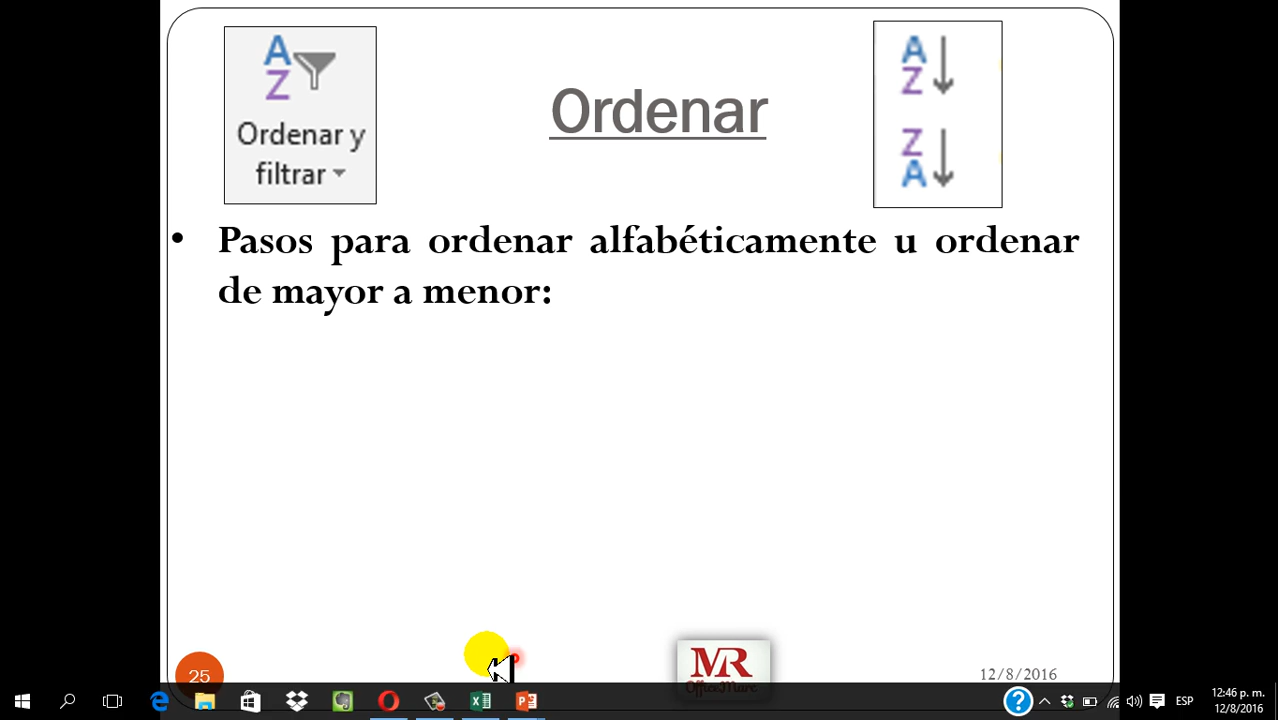 A
Z
Ordenar y
filtrar
Ordenar
A
Z
Z
A
• Pasos para ordenar alfabéticamente u ordenar
de mayor a menor:
25
MR
OfficeMare
12/8/2016
ESP
12:46 p. m.
12/8/2016